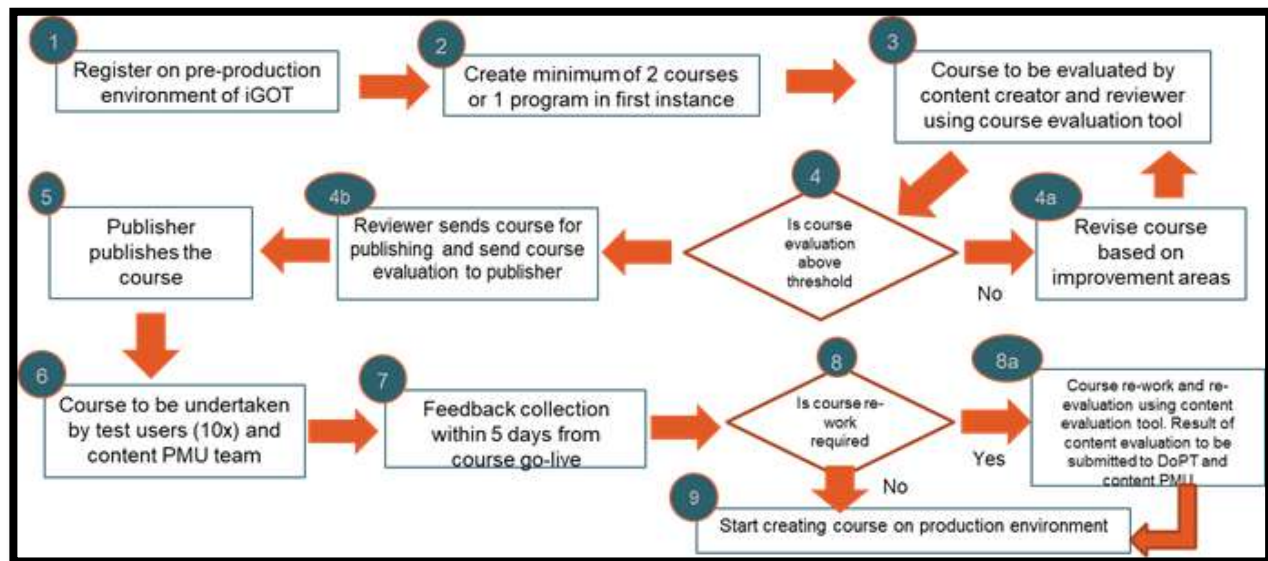 1
Register on pre-production
environment of iGOT
2
Create minimum of 2 courses
or 1 program in first instance
3
Course to be evaluated by
content creator and reviewer
using course evaluation tool
4
Is course
evaluation
above
threshold
No
4a
Revise course
based on
improvement areas
4b
Reviewer sends course for
publishing and send course
evaluation to publisher
5
Publisher
publishes the
course
6
Course to be undertaken
by test users (10x) and
content PMU team
7
Feedback collection
within 5 days from
course go-live
8
Is course re-
work
required
Yes
8a
Course re-work and re-
evaluation using content
evaluation tool. Result of
content evaluation to be
submitted to DoPT and
content PMU
No
9
Start creating course on production environment